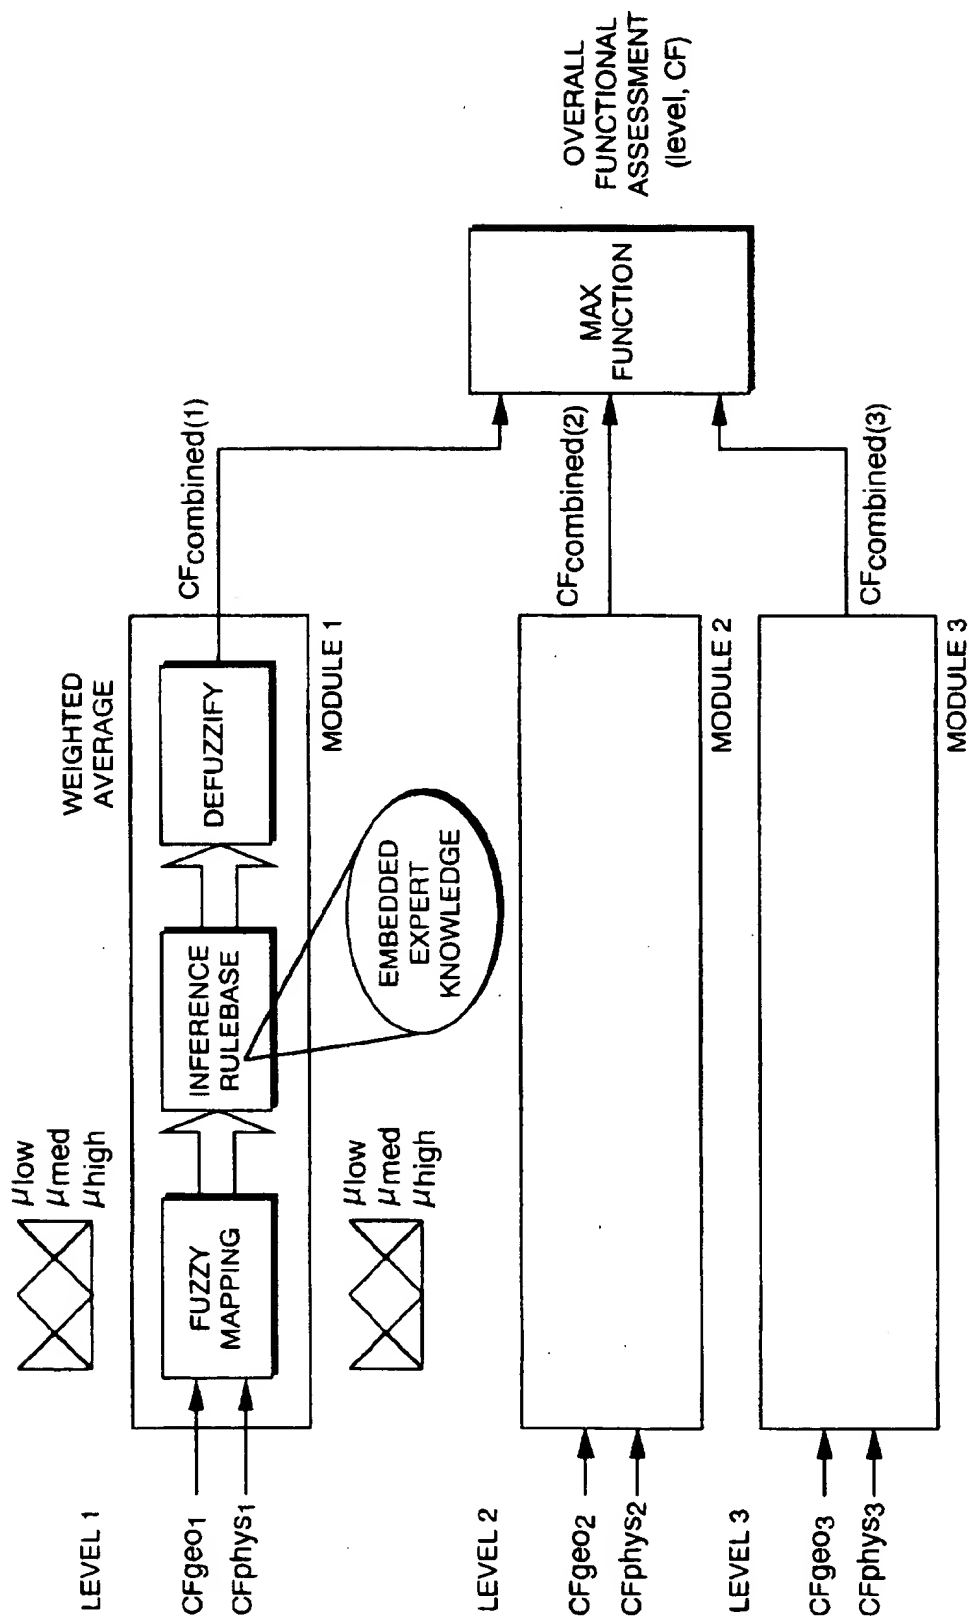 LEVEL 1
CFgeo1
CFphys1
μlow
μmed
μhigh
FUZZY
MAPPING
INFERENCE
RULEBASE
WEIGHTED
AVERAGE
DEFUZZIFY
MODULE 1
μlow
μmed
μhigh
EMBEDDED
EXPERT
KNOWLEDGE
CFcombined(1)
LEVEL 2
CFgeo2
CFphys2
MODULE 2
CFcombined(2)
LEVEL 3
CFgeo3
CFphys3
MODULE 3
CFcombined(3)
MAX
FUNCTION
OVERALL
FUNCTIONAL
ASSESSMENT
(level, CF)